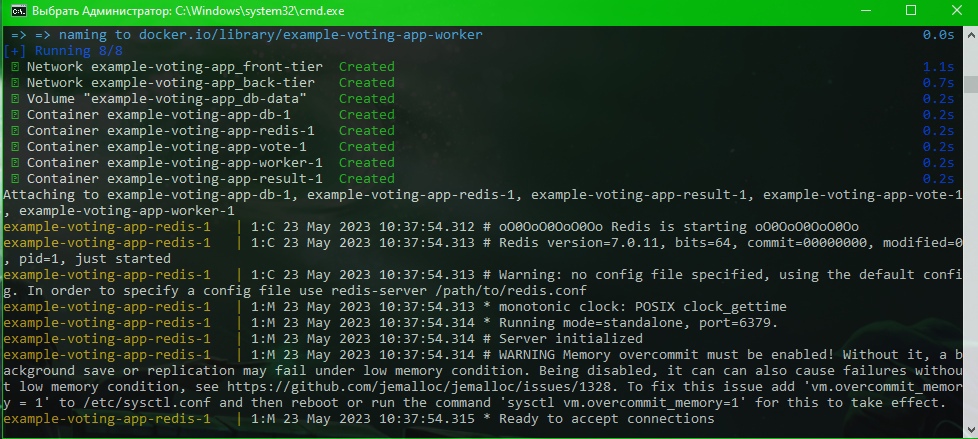 Выбрать Администратор: C:\Windows\system32\cmd.exe
=> => naming to docker.io/library/example-voting-app-worker 0.0s
[+] Running 8/8
Network example-voting-app_front-tier Created 1.1s
Network example-voting-app_back-tier Created 0.7s
Volume "example-voting-app_db-data" Created 0.2s
Container example-voting-app-db-1 Created 0.2s
Container example-voting-app-redis-1 Created 0.2s
Container example-voting-app-vote-1 Created 0.2s
Container example-voting-app-worker-1 Created 0.2s
Container example-voting-app-result-1 Created 0.2s
Attaching to example-voting-app-db-1, example-voting-app-redis-1, example-voting-app-result-1, example-voting-app-vote-1
, example-voting-app-worker-1
example-voting-app-redis-1 | 1:C 23 May 2023 10:37:54.312 # oO0OoO0OoO0Oo Redis is starting oO0OoO0OoO0Oo
example-voting-app-redis-1 | 1:C 23 May 2023 10:37:54.313 # Redis version=7.0.11, bits=64, commit=00000000, modified=0
, pid=1, just started
example-voting-app-redis-1 | 1:C 23 May 2023 10:37:54.313 # Warning: no config file specified, using the default confi
g. In order to specify a config file use redis-server /path/to/redis.conf
example-voting-app-redis-1 | 1:M 23 May 2023 10:37:54.313 * monotonic clock: POSIX clock_gettime
example-voting-app-redis-1 | 1:M 23 May 2023 10:37:54.314 * Running mode=standalone, port=6379.
example-voting-app-redis-1 | 1:M 23 May 2023 10:37:54.314 # Server initialized
example-voting-app-redis-1 | 1:M 23 May 2023 10:37:54.314 # WARNING Memory overcommit must be enabled! Without it, a b
ackground save or replication may fail under low memory condition. Being disabled, it can can also cause failures withou
t low memory condition, see https://github.com/jemalloc/jemalloc/issues/1328. To fix this issue add 'vm.overcommit_memor
y = 1' to /etc/sysctl.conf and then reboot or run the command 'sysctl vm.overcommit_memory=1' for this to take effect.
example-voting-app-redis-1 | 1:M 23 May 2023 10:37:54.315 * Ready to accept connections